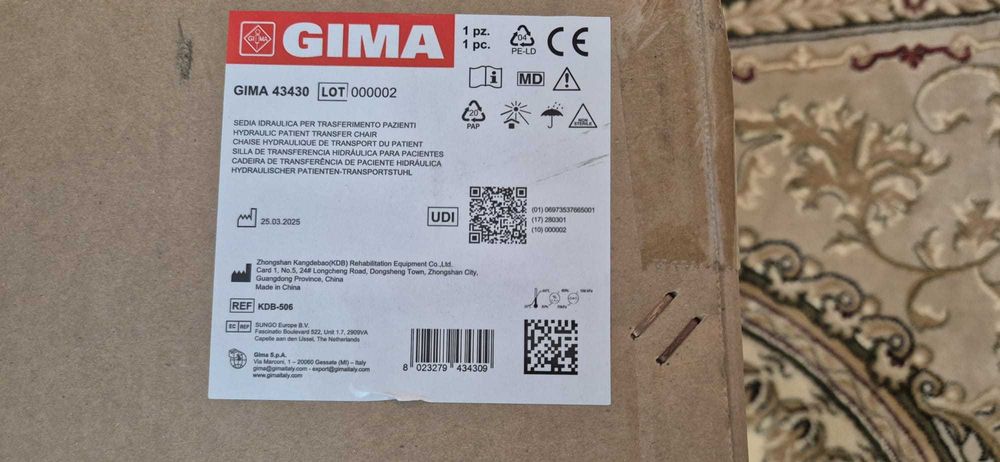 GIMA
GIMA
1 pz.
1 pc.
04
PE-LD
CE
GIMA 43430 LOT 000002
MD
20
PAP
NON
STERILE
SEDIA IDRAULICA PER TRASFERIMENTO PAZIENTI
HYDRAULIC PATIENT TRANSFER CHAIR
CHAISE HYDRAULIQUE DE TRANSPORT DU PATIENT
SILLA DE TRANSFERENCIA HIDRÁULICA PARA PACIENTES
CADEIRA DE TRANSFERÊNCIA DE PACIENTE HIDRÁULICA
HYDRAULISCHER PATIENTEN-TRANSPORTSTUHL
25.03.2025
UDI
(01) 06973537665001
(17) 280301
(10) 000002
Zhongshan Kangdebao(KDB) Rehabilitation Equipment Co.,Ltd.
Card 1, No.5, 24# Longcheng Road, Dongsheng Town, Zhongshan City,
Guangdong Province, China
Made in China
REF KDB-506
EC REP
SUNGO Europe B.V.
Fascinatio Boulevard 522, Unit 1.7, 2909VA
Capelle aan den IJssel, The Netherlands
Gima S.p.A.
Via Marconi, 1 – 20060 Gessate (MI) – Italy
gima@gimaitaly.com - export@gimaitaly.com
www.gimaitaly.com
8 023279 434309